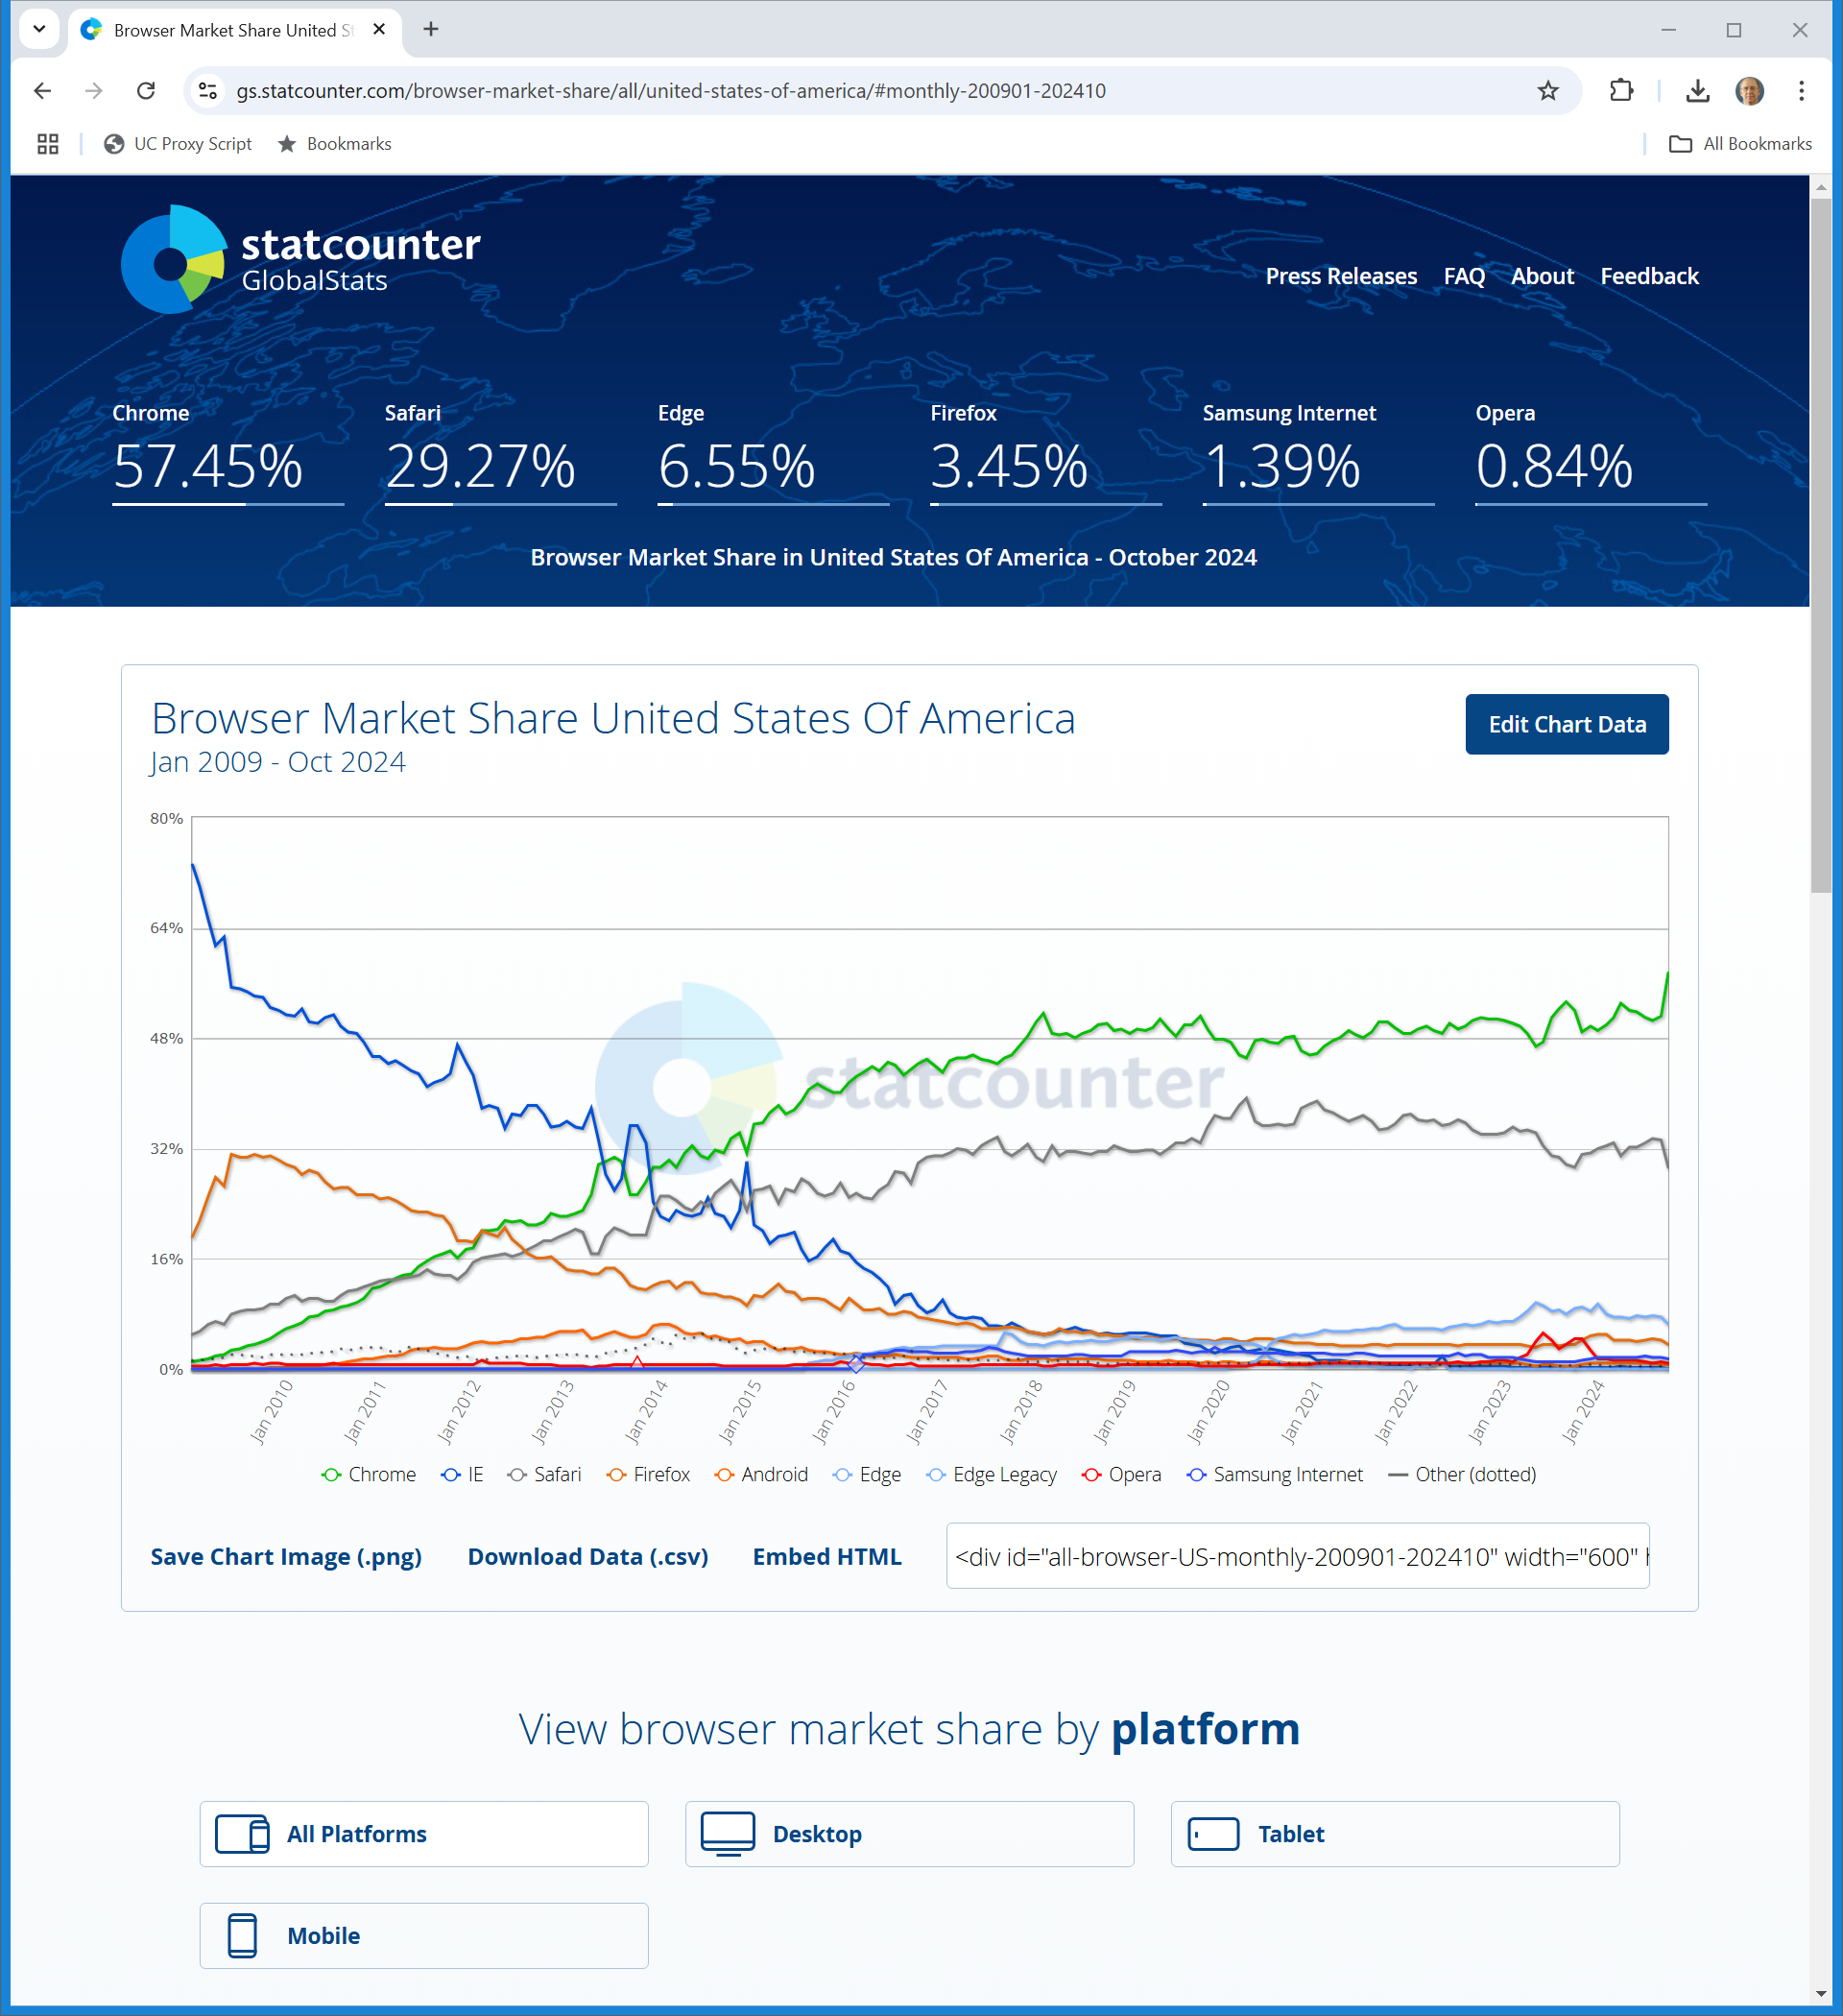 Browser Market Share United St
gs.statcounter.com/browser-market-share/all/united-states-of-america/#monthly-200901-202410
UC Proxy Script
Bookmarks
All Bookmarks
statcounter
GlobalStats
Press Releases FAQ About Feedback
Chrome Safari Edge Firefox Samsung Internet Opera
57.45% 29.27% 6.55% 3.45% 1.39% 0.84%
Browser Market Share in United States Of America - October 2024
Browser Market Share United States Of America
Edit Chart Data
Jan 2009 - Oct 2024
80%
64%
48%
statcounter
32%
16%
0%
Jan 2010 Jan 2011 Jan 2012 Jan 2013 Jan 2014 Jan 2015 Jan 2016 Jan 2017 Jan 2018 Jan 2019 Jan 2020 Jan 2021 Jan 2022 Jan 2023 Jan 2024
Chrome IE Safari Firefox Android Edge Edge Legacy Opera Samsung Internet Other (dotted)
Save Chart Image (.png) Download Data (.csv) Embed HTML <div id="all-browser-US-monthly-200901-202410" width="600"
View browser market share by platform
All Platforms Desktop Tablet
Mobile